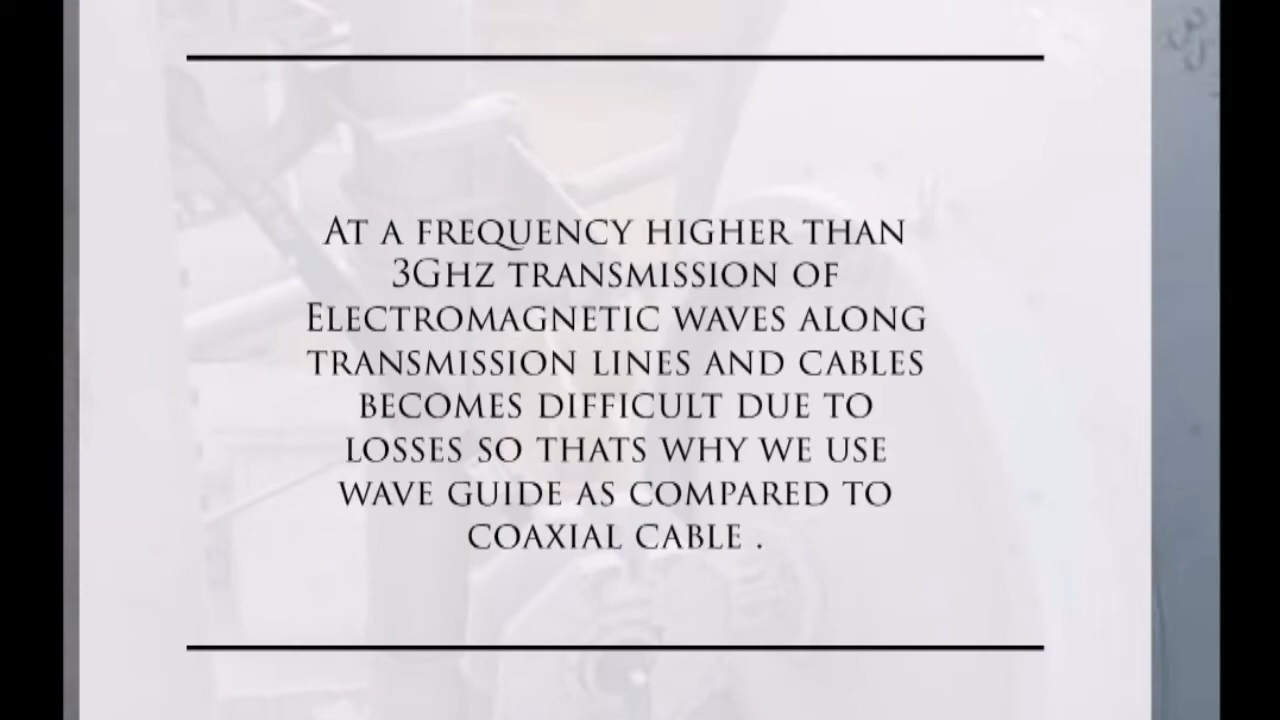 At a frequency higher than
3Ghz transmission of
Electromagnetic waves along
transmission lines and cables
becomes difficult due to
losses so thats why we use
wave guide as compared to
coaxial cable .